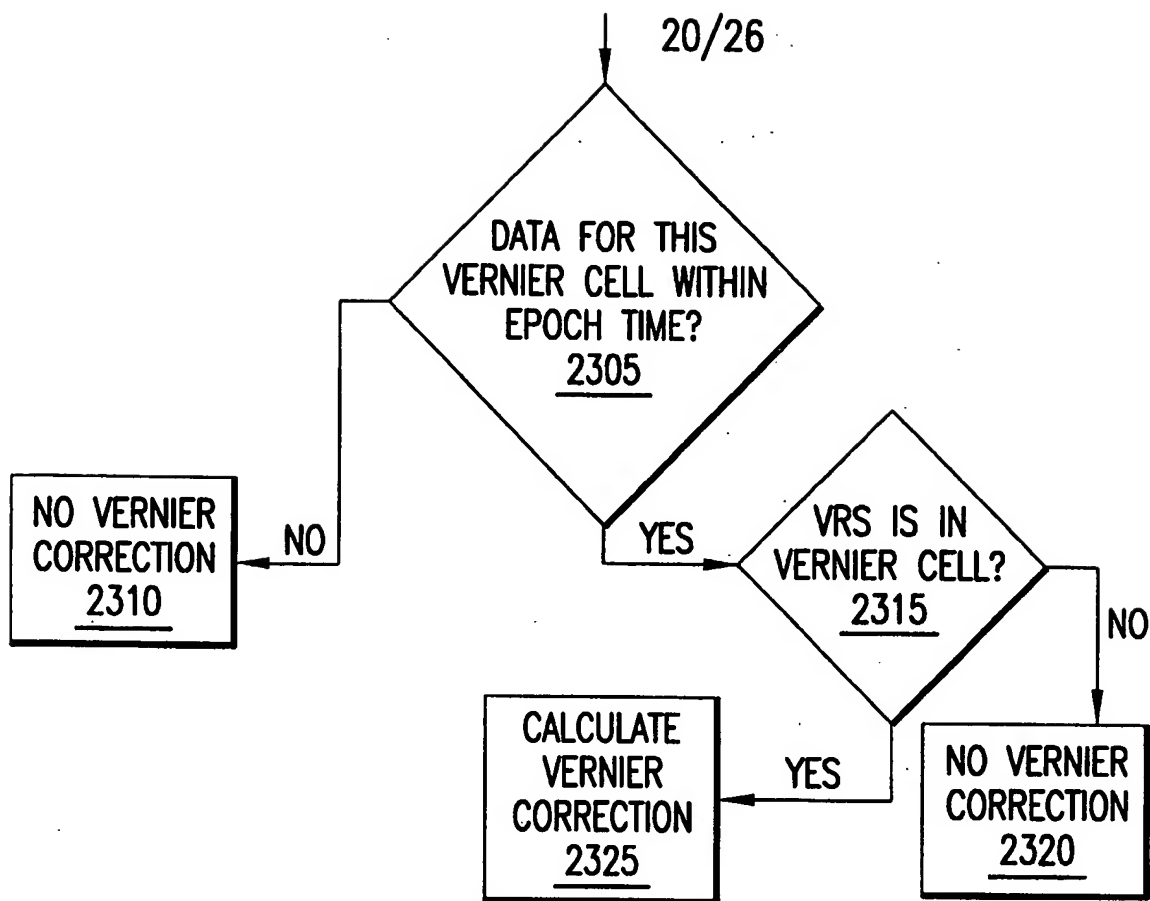 20/26
DATA FOR THIS
VERNIER CELL WITHIN
EPOCH TIME?
2305
NO VERNIER
CORRECTION
2310
NO
YES
VRS IS IN
VERNIER CELL?
2315
NO
CALCULATE
VERNIER
CORRECTION
2325
YES
NO VERNIER
CORRECTION
2320